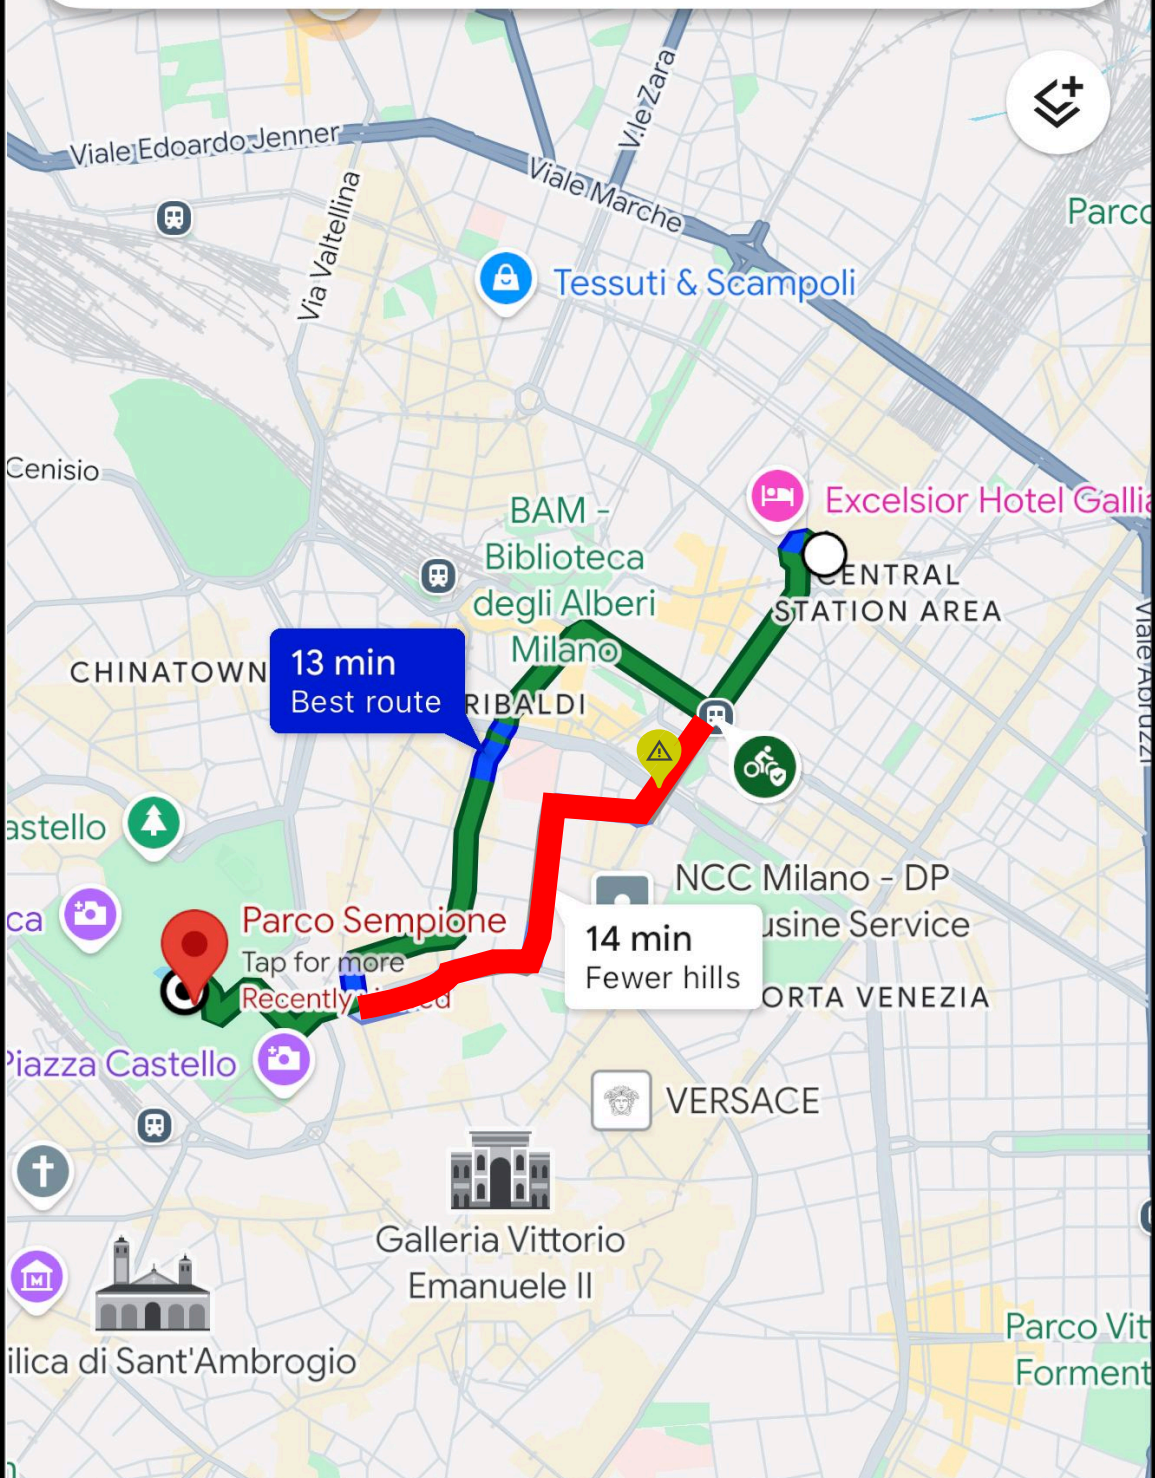 Viale Edoardo Jenner
V.le Zara
Viale Marche
Via Valtellina
Parco
Tessuti & Scampoli
Cenisio
Excelsior Hotel Gallia
BAM -
Biblioteca
degli Alberi
Milano
CENTRAL
STATION AREA
Viale Abruzzi
CHINATOWN
13 min
Best route
RIBALDI
astello
NCC Milano - DP
usine Service
ca
Parco Sempione
Tap for more
Recently
ed
14 min
Fewer hills
ORTA VENEZIA
Piazza Castello
VERSACE
Galleria Vittorio
Emanuele II
M
Parco Vit
Forment
ilica di Sant'Ambrogio